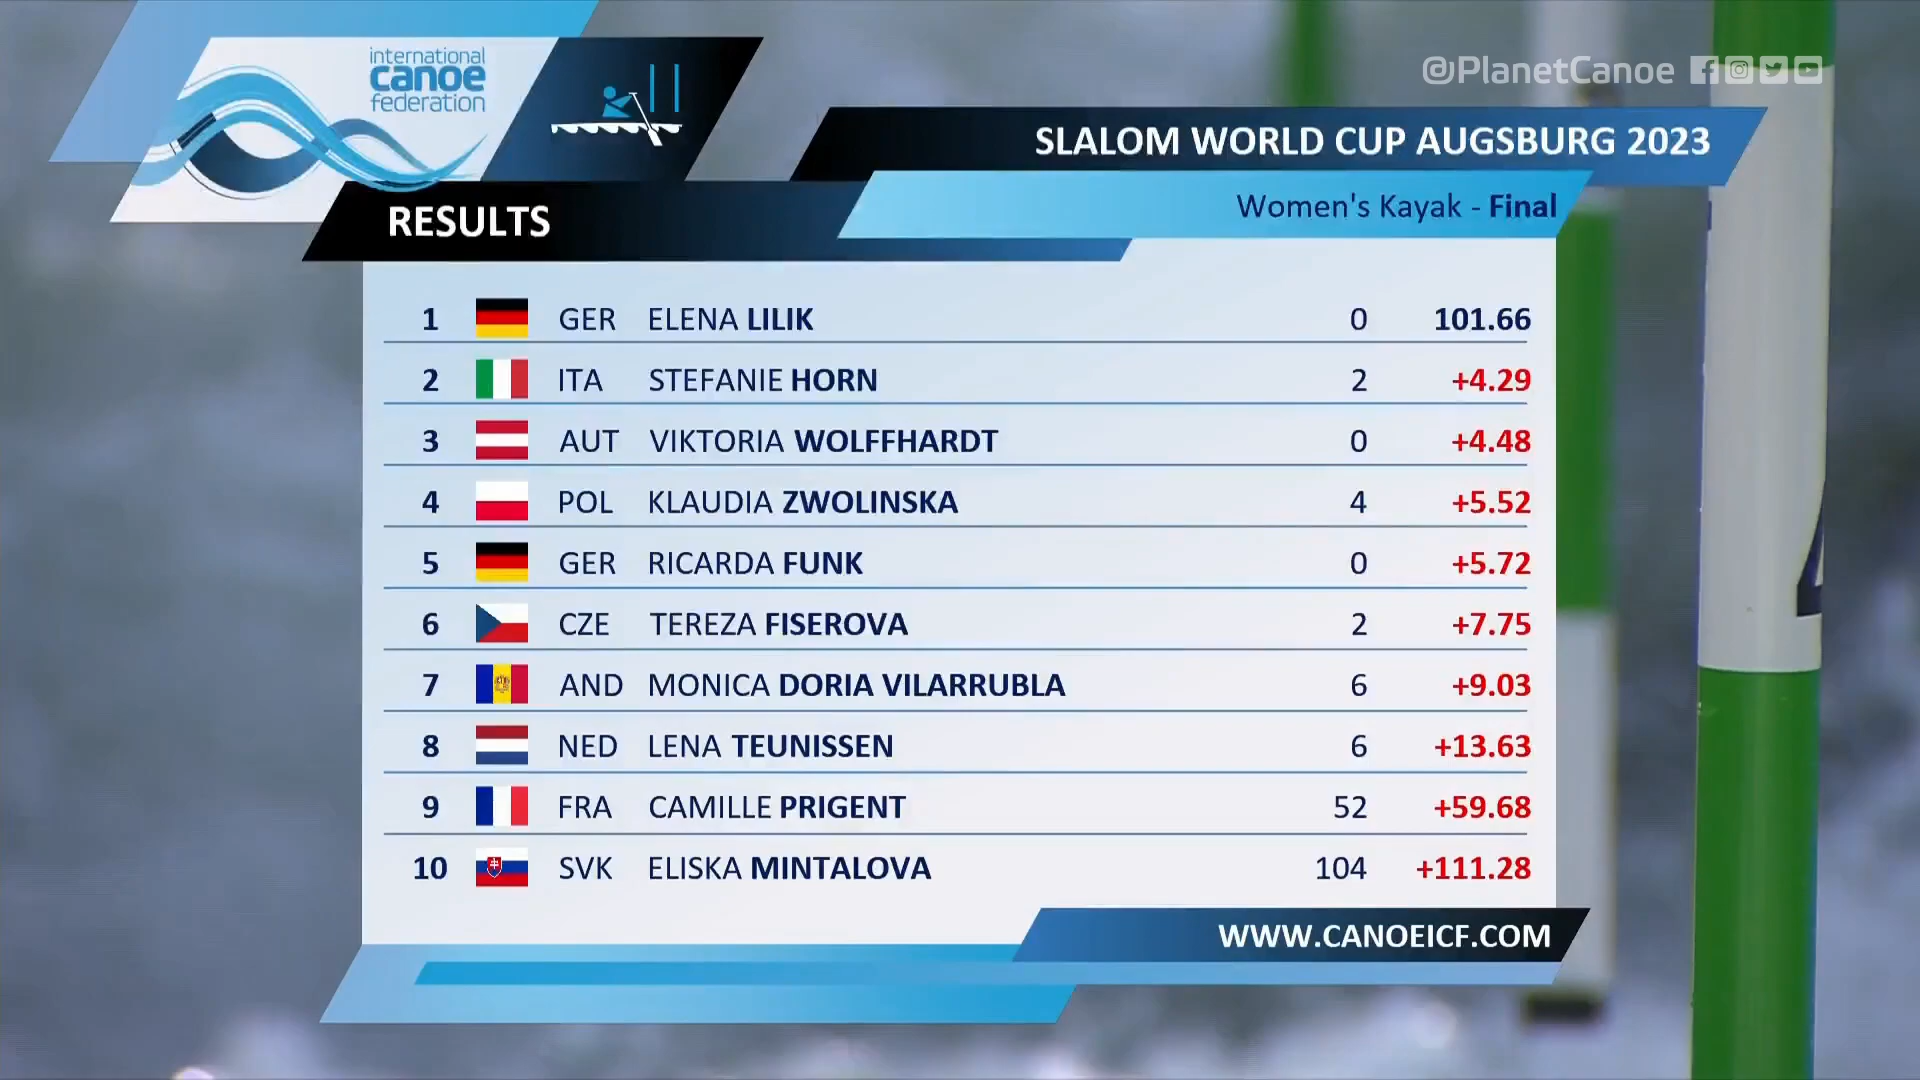 international
canoe
federation
@PlanetCanoe
SLALOM WORLD CUP AUGSBURG 2023
Women's Kayak - Final
RESULTS
1 GER ELENA LILIK 0 101.66
2 ITA STEFANIE HORN 2 +4.29
3 AUT VIKTORIA WOLFFHARDT 0 +4.48
4 POL KLAUDIA ZWOLINSKA 4 +5.52
5 GER RICARDA FUNK 0 +5.72
6 CZE TEREZA FISEROVA 2 +7.75
7 AND MONICA DORIA VILARRUBLA 6 +9.03
8 NED LENA TEUNISSEN 6 +13.63
9 FRA CAMILLE PRIGENT 52 +59.68
10 SVK ELISKA MINTALOVA 104 +111.28
WWW.CANOEICF.COM